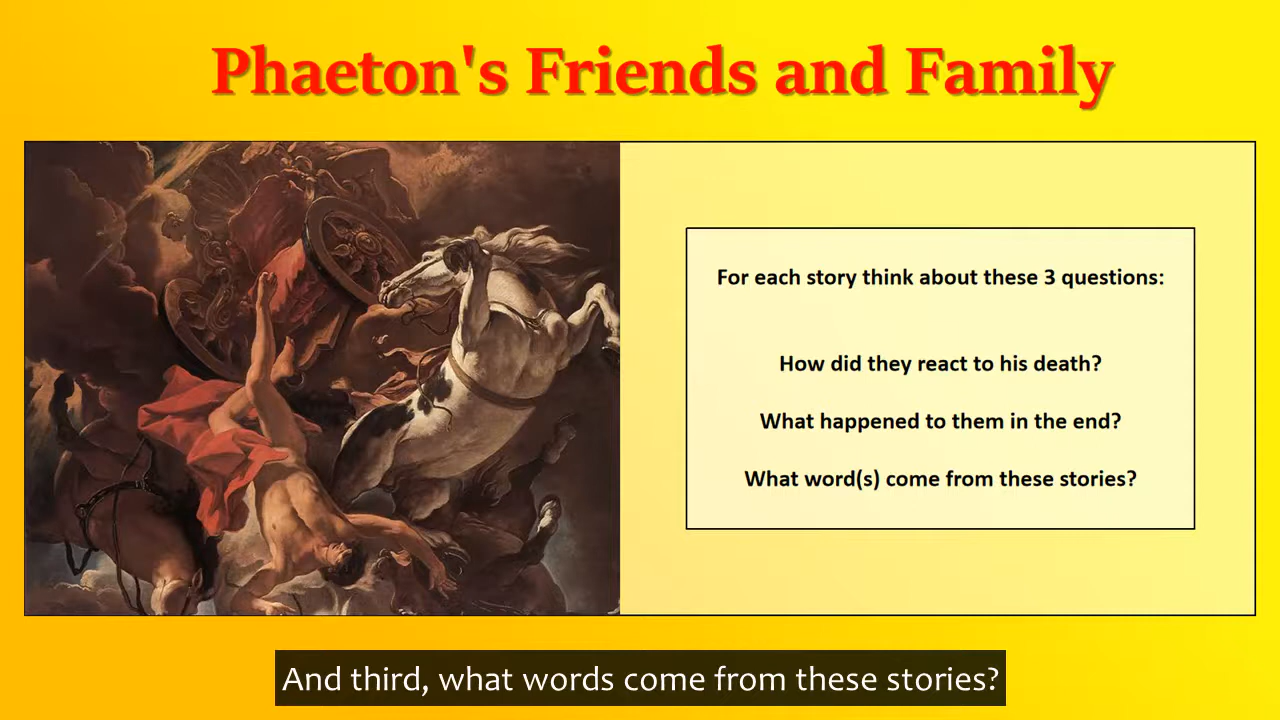 Phaeton's Friends and Family
For each story think about these 3 questions:
How did they react to his death?
What happened to them in the end?
What word(s) come from these stories?
And third, what words come from these stories?